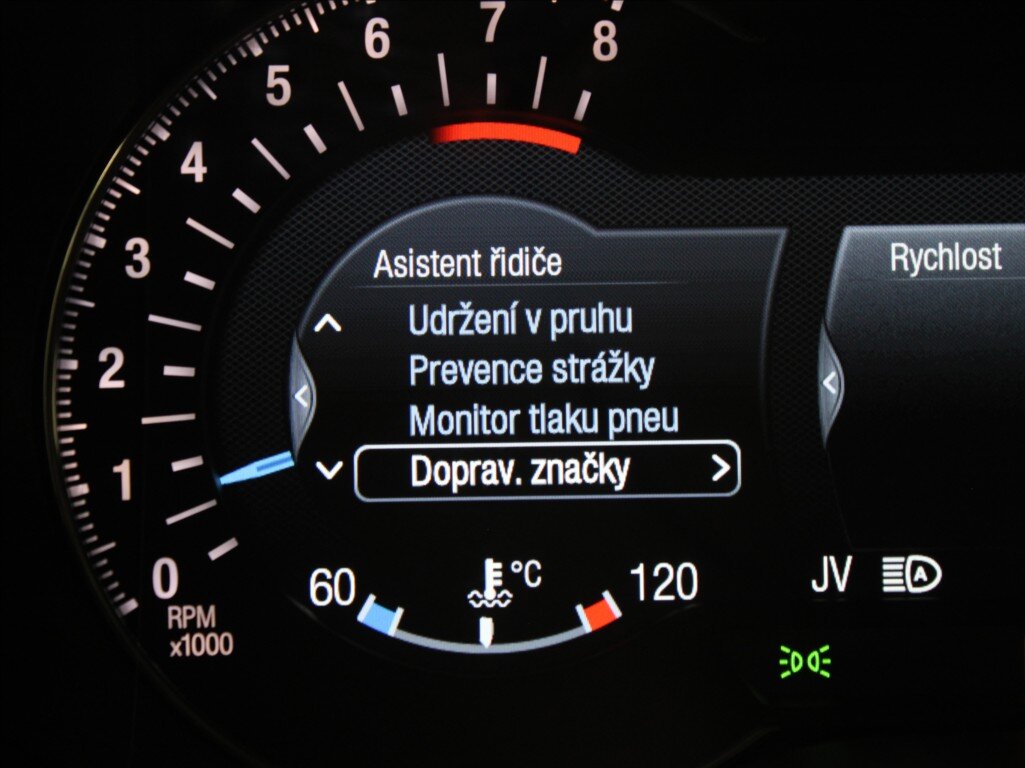 8
7
6
5
4
3
2
1
0
RPM
x1000
Asistent řidiče
Udržení v pruhu
Prevence strážky
Monitor tlaku pneu
Doprav. značky
60
°C
120
Rychlost
JV
A